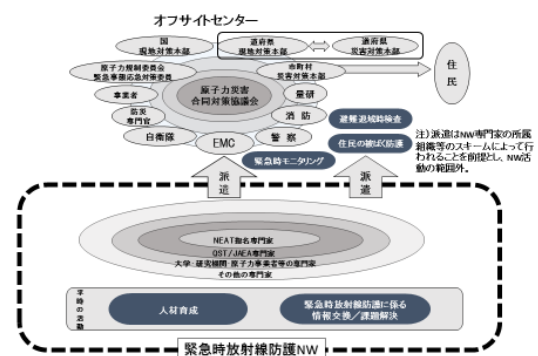 オフサイトセンター
国
現地対策本部
道府県
現地対策本部
道府県
災害対策本部
原子力規制委員会
緊急事態応急対策委員
市町村
災害対策本部
住民
原子力災害
合同対策協議会
事業者
量研
防災
専門官
消防
自衛隊
EMC
警察
避難退域時検査
住民の被ばく防護
緊急時モニタリング
注)派遣はNW専門家の所属
組織等のスキームによって行
われることを前提とし、NW活
動の範囲外。
派遣
派遣
NEAT指名専門家
QST/JAEA専門家
大学・研究機関・原子力事業者等の専門家
その他の専門家
平時の活動
人材育成
緊急時放射線防護に係る
情報交換/課題解決
緊急時放射線防護NW